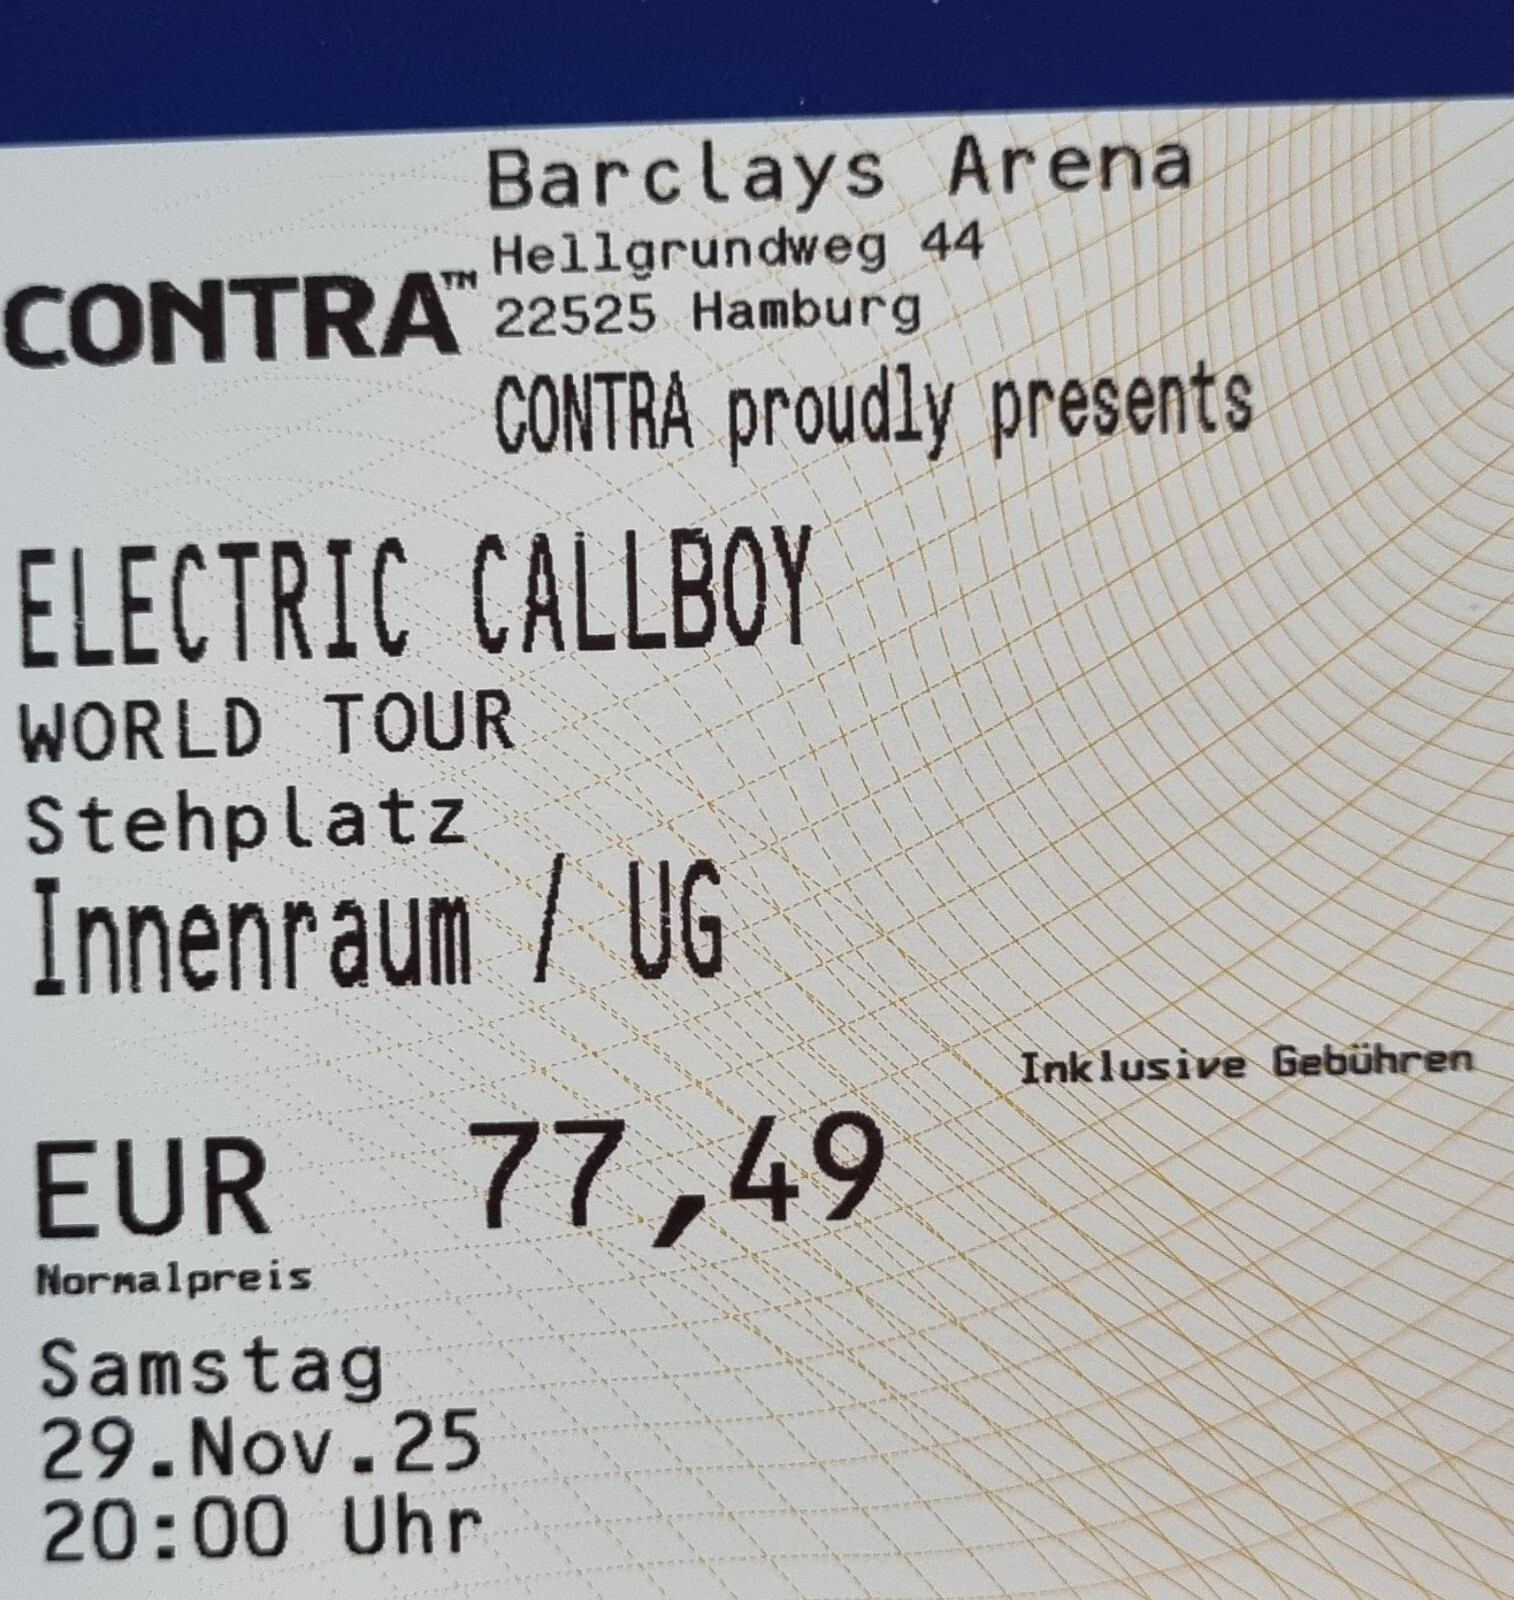 Barclays Arena
Hellgrundweg 44
22525 Hamburg
CONTRA™
CONTRA proudly presents
ELECTRIC CALLBOY
WORLD TOUR
Stehplatz
Innenraum / UG
Inklusive Gebühren
EUR 77,49
Normalpreis
Samstag
29.Nov.25
20:00 Uhr